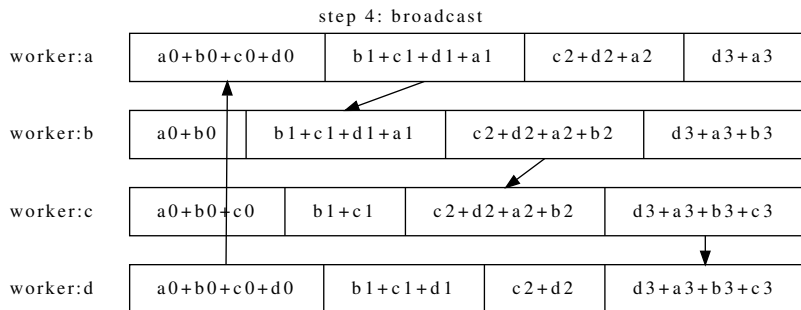 step 4: broadcast
worker:a a0+b0+c0+d0 b1+c1+d1+a1 c2+d2+a2 d3+a3
worker:b a0+b0 b1+c1+d1+a1 c2+d2+a2+b2 d3+a3+b3
worker:c a0+b0+c0 b1+c1 c2+d2+a2+b2 d3+a3+b3+c3
worker:d a0+b0+c0+d0 b1+c1+d1 c2+d2 d3+a3+b3+c3